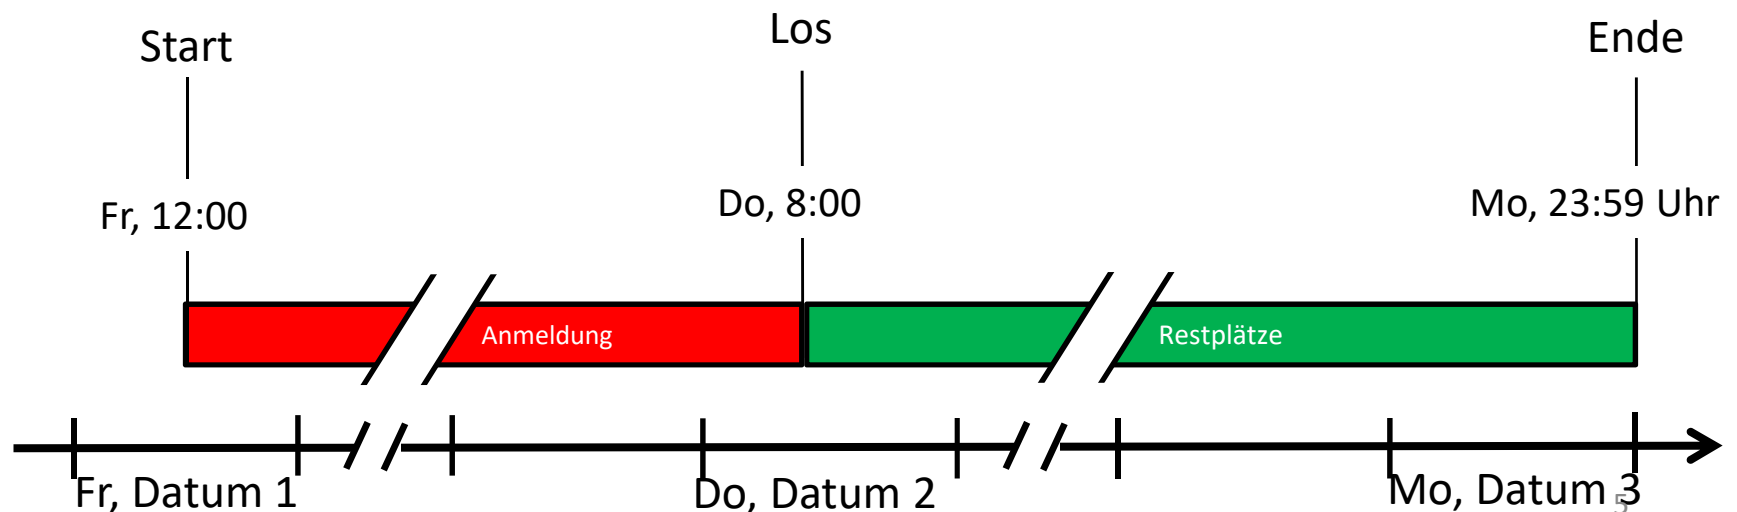 Start
Los
Ende
Fr, 12:00
Do, 8:00
Mo, 23:59 Uhr
Anmeldung
Restplätze
Fr, Datum 1
Do, Datum 2
Mo, Datum 3
5